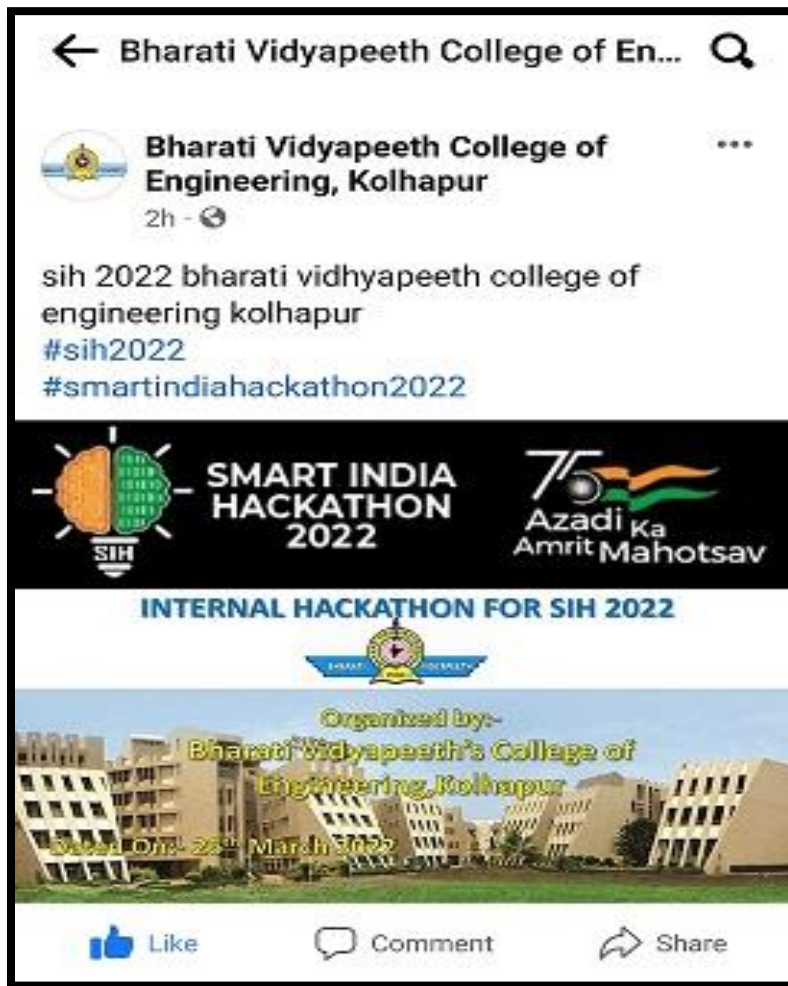 Bharati Vidyapeeth College of En...
Bharati Vidyapeeth College of
Engineering, Kolhapur
2h
sih 2022 bharati vidhyapeeth college of
engineering kolhapur
#sih2022
#smartindiahackathon2022
SIH
SMART INDIA
HACKATHON
2022
75
Azadi Ka
Amrit Mahotsav
INTERNAL HACKATHON FOR SIH 2022
Organized by:-
Bharati Vidyapeeth's College of
Engineering,Kolhapur
On:- March 2022
Like
Comment
Share